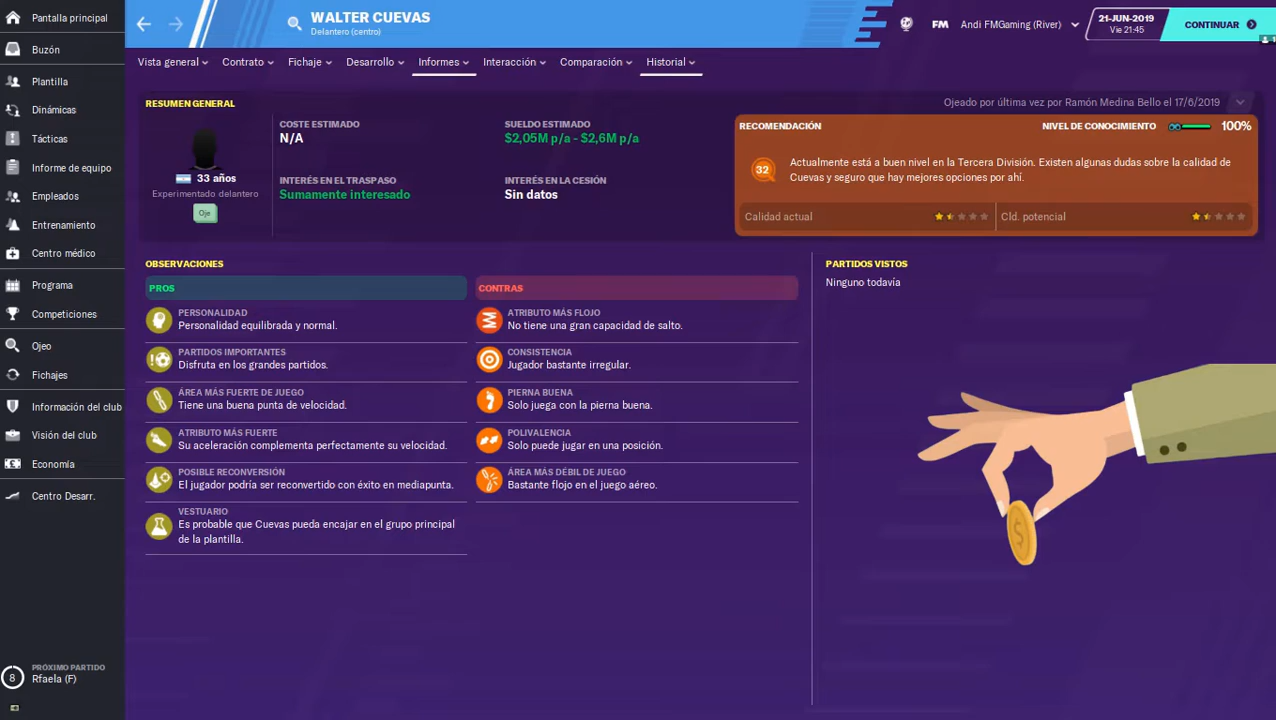 Pantalla principal
Buzón
Plantilla
Dinámicas
Tácticas
Informe de equipo
Empleados
Entrenamiento
Centro médico
Programa
Competiciones
Ojeo
Fichajes
Información del club
Visión del club
Economía
Centro Desarr.
8
PRÓXIMO PARTIDO
Rfaela (F)
WALTER CUEVAS
Delantero (centro)
FM
Andi FMGaming (River)
21-JUN-2019
Vie 21:45
CONTINUAR
1
Vista general
Contrato
Fichaje
Desarrollo
Informes
Interacción
Comparación
Historial
RESUMEN GENERAL
Ojeado por última vez por Ramón Medina Bello el 17/6/2019
33 años
Experimentado delantero
Oje
COSTE ESTIMADO
N/A
SUELDO ESTIMADO
$2,05M p/a - $2,6M p/a
INTERÉS EN EL TRASPASO
Sumamente interesado
INTERÉS EN LA CESIÓN
Sin datos
RECOMENDACIÓN
NIVEL DE CONOCIMIENTO
100%
32
Actualmente está a buen nivel en la Tercera División. Existen algunas dudas sobre la calidad de
Cuevas y seguro que hay mejores opciones por ahí.
Calidad actual
Cld. potencial
OBSERVACIONES
PROS
PERSONALIDAD
Personalidad equilibrada y normal.
PARTIDOS IMPORTANTES
Disfruta en los grandes partidos.
ÁREA MÁS FUERTE DE JUEGO
Tiene una buena punta de velocidad.
ATRIBUTO MÁS FUERTE
Su aceleración complementa perfectamente su velocidad.
POSIBLE RECONVERSIÓN
El jugador podría ser reconvertido con éxito en mediapunta.
VESTUARIO
Es probable que Cuevas pueda encajar en el grupo principal
de la plantilla.
CONTRAS
ATRIBUTO MÁS FLOJO
No tiene una gran capacidad de salto.
CONSISTENCIA
Jugador bastante irregular.
PIERNA BUENA
Solo juega con la pierna buena.
POLIVALENCIA
Solo puede jugar en una posición.
ÁREA MÁS DÉBIL DE JUEGO
Bastante flojo en el juego aéreo.
PARTIDOS VISTOS
Ninguno todavía
$